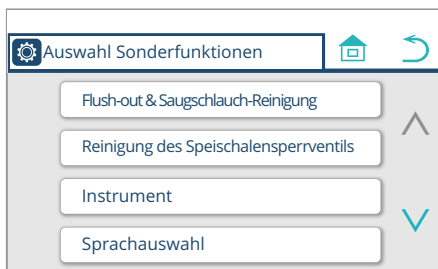 Auswahl Sonderfunktionen
Flush-out & Saugschlauch-Reinigung
Reinigung des Speischalensperrventils
Instrument
Sprachauswahl